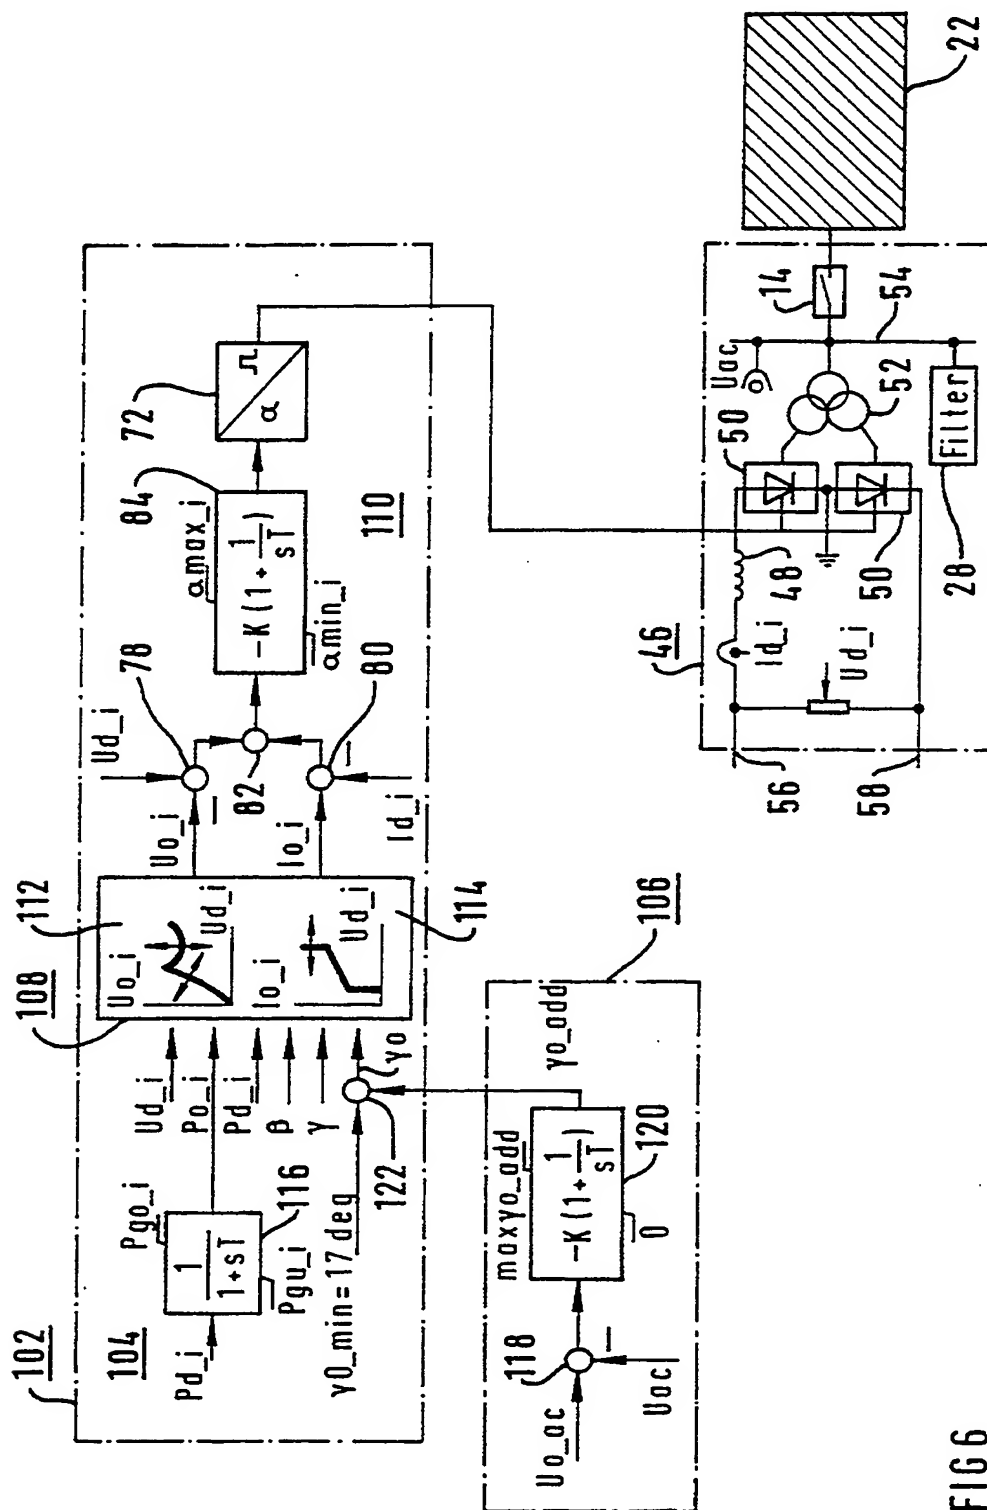 102
104
Pd_i
Pgo_i
1
1+sT
Pgu_i
116
Ud_i
Po_i
Pd_i
β
γ
γ0_min=17 deg
122
γo
108
112
Uo_i
Ud_i
Io_i
Ud_i
114
Uo_i
Ud_i
78
82
Io_i
Id_i
80
84
αmax_i
-K(1+1/sT)
αmin_i
110
72
α
106
Uo_ac
118
Uac
maxγo_add
-K(1+1/sT)
0
120
γo_add
46
56
58
Id_i
Ud_i
48
50
50
52
Uac
54
14
Filter
28
22
FIG 6